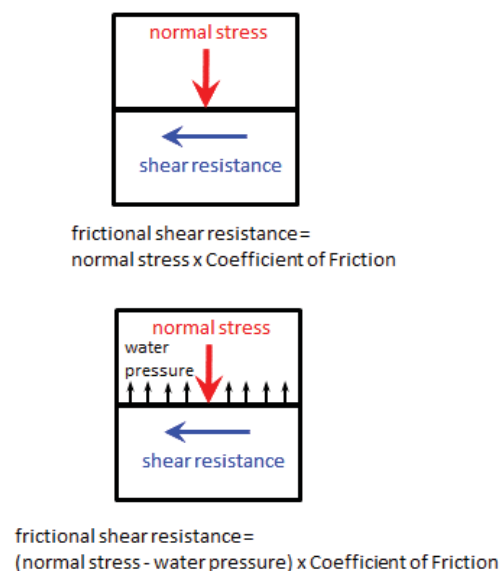 normal stress
shear resistance
frictional shear resistance=
normal stress x Coefficient of Friction
normal stress
water
pressure
shear resistance
frictional shear resistance=
(normal stress - water pressure) x Coefficient of Friction